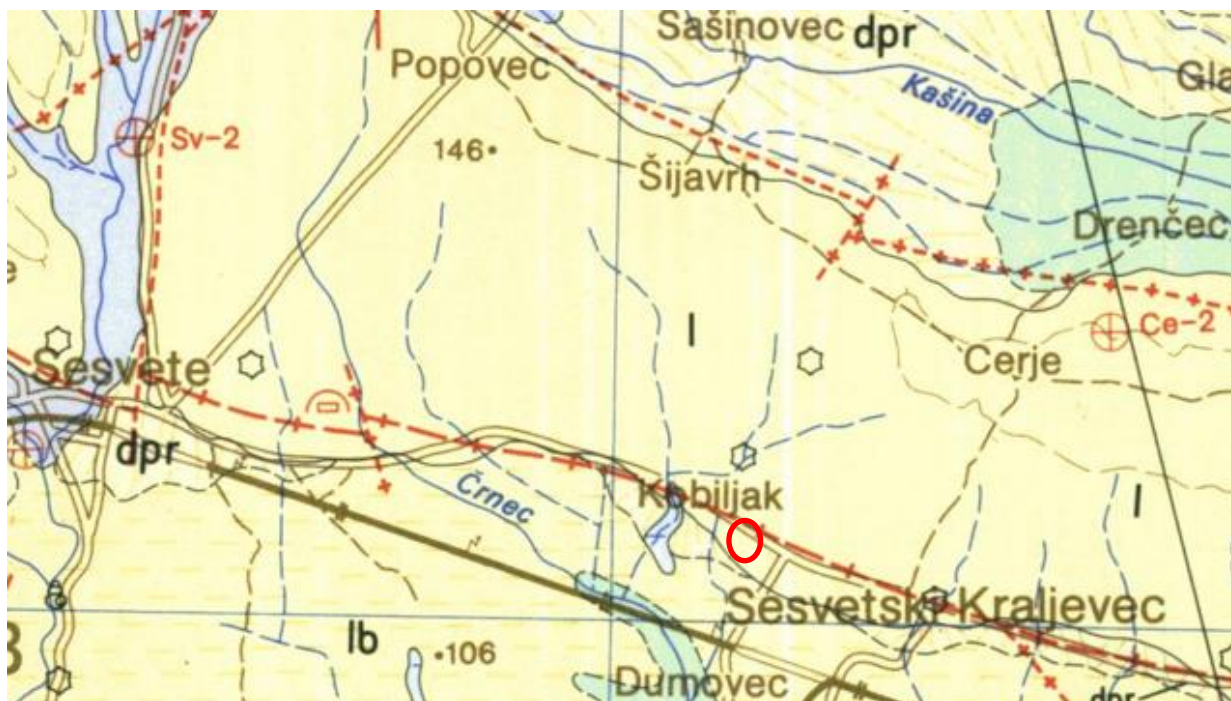 Sašinovec
dpr
Popovec
Kašina
Gla
Sv-2
146
Šijavrh
Drenčec
e
l
Ce-2
Cerje
Sesvete
dpr
Črnec
Kobiljak
l
Sesvetski Kraljevec
lb
106
Dumovec
dpr